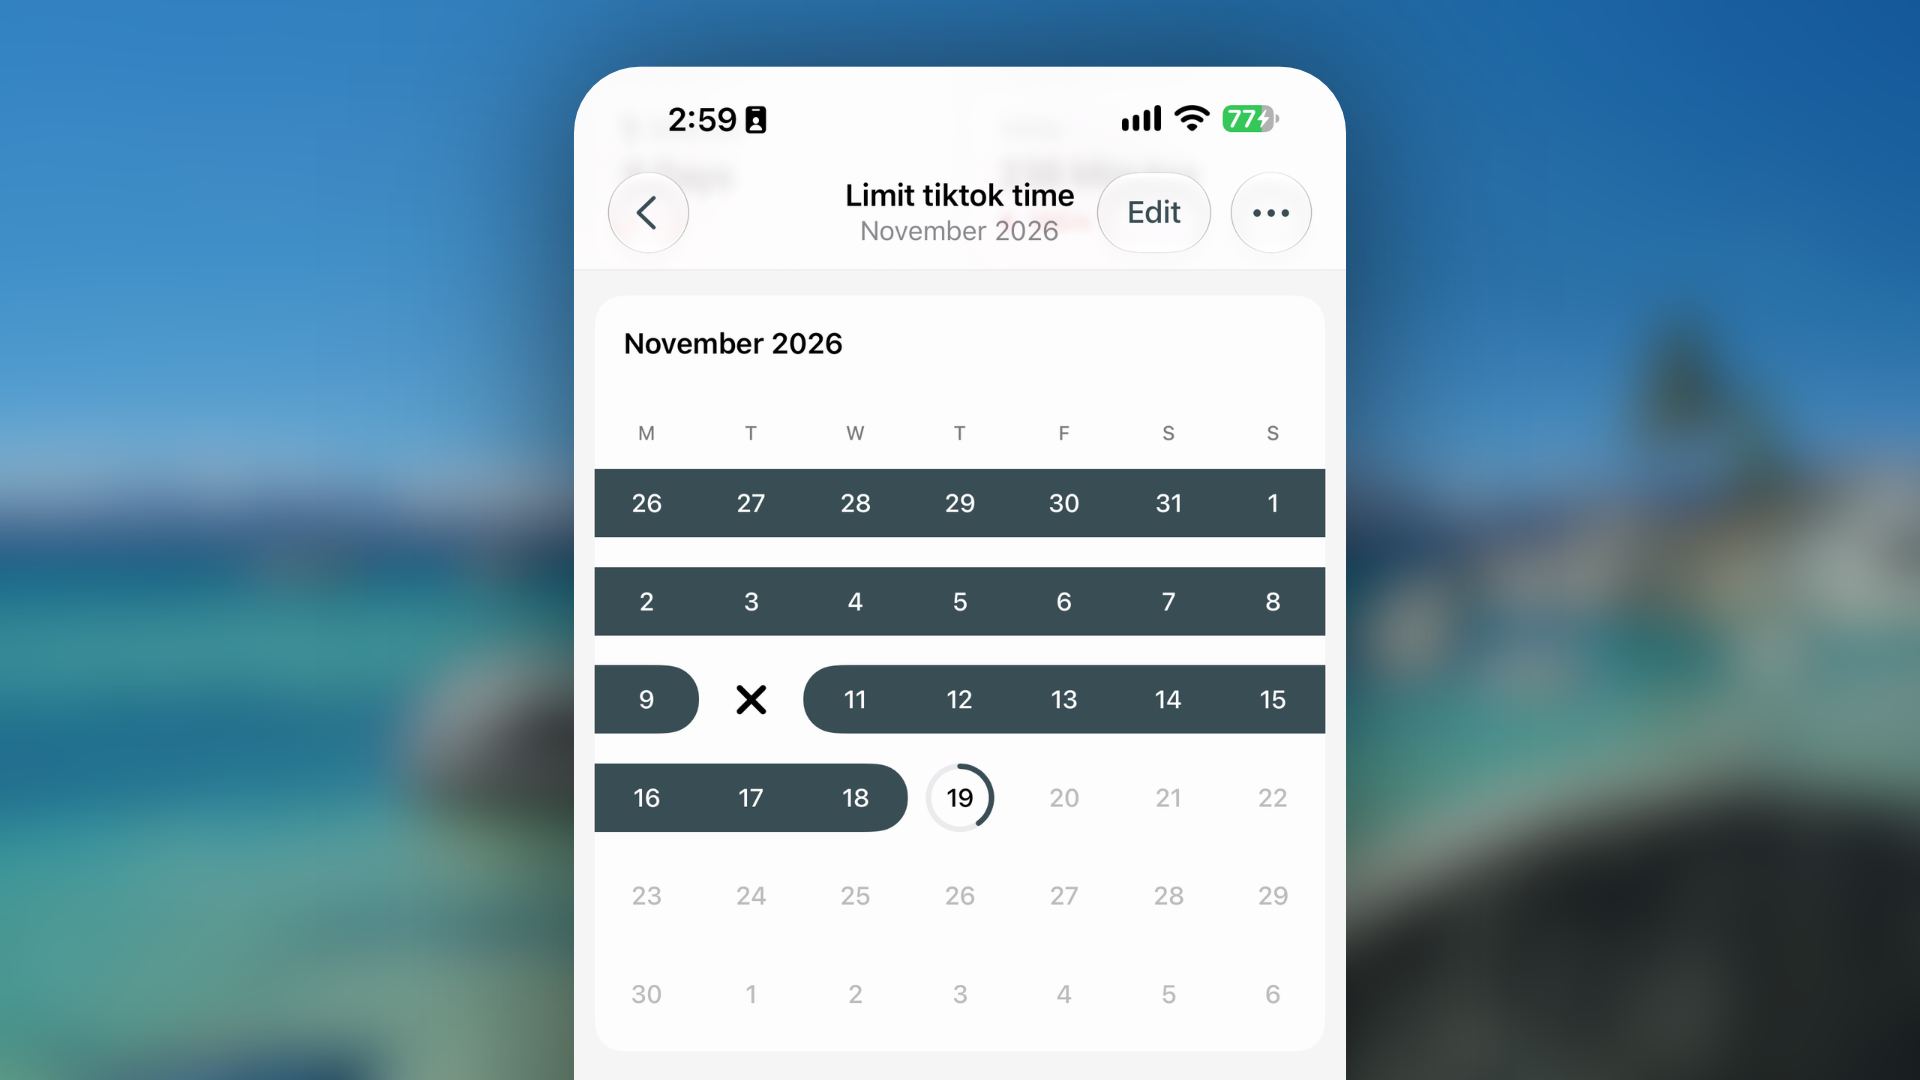 2:59
77
Limit tiktok time
November 2026
Edit
November 2026
M T W T F S S
26 27 28 29 30 31 1
2 3 4 5 6 7 8
9 11 12 13 14 15
16 17 18 19 20 21 22
23 24 25 26 27 28 29
30 1 2 3 4 5 6